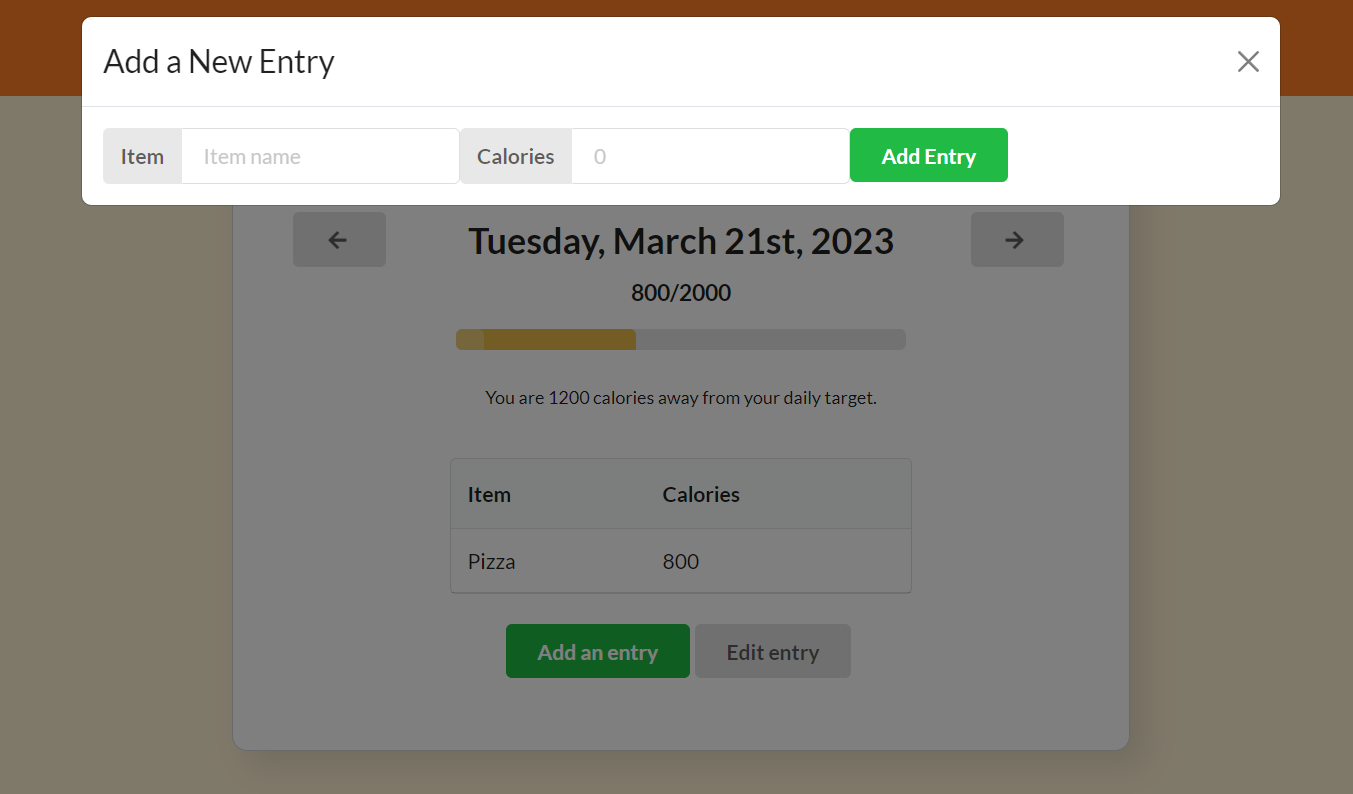 Add a New Entry
Item Item name Calories 0 Add Entry
Tuesday, March 21st, 2023
800/2000
You are 1200 calories away from your daily target.
Item Calories
Pizza 800
Add an entry Edit entry